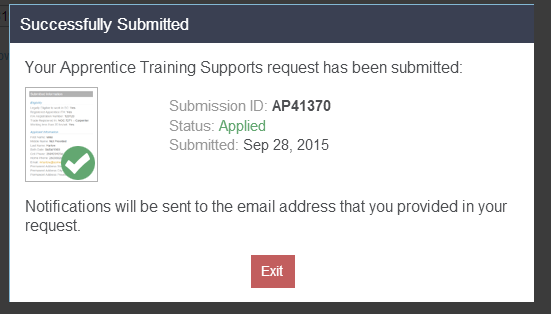 Successfully Submitted
Your Apprentice Training Supports request has been submitted:
Submission ID: AP41370
Status: Applied
Submitted: Sep 28, 2015
Notifications will be sent to the email address that you provided in your
request.
Exit